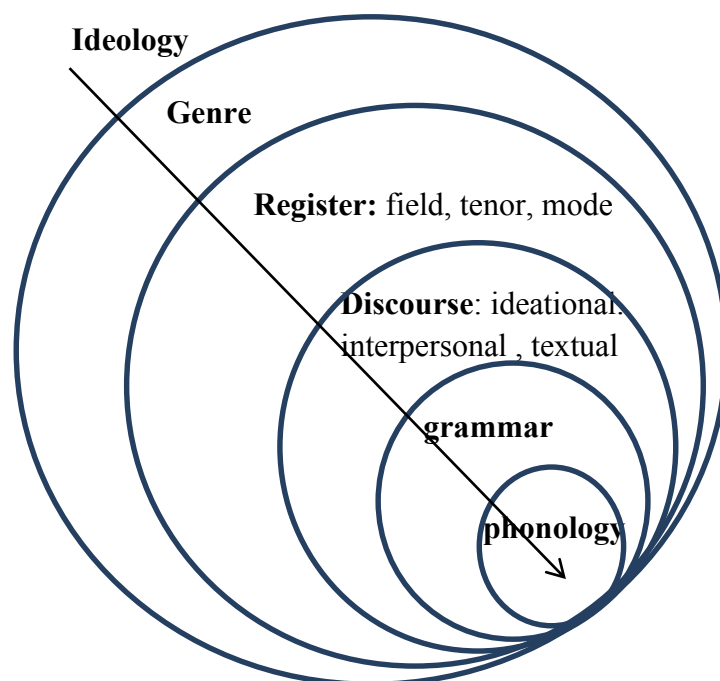 Ideology
Genre
Register: field, tenor, mode
Discourse: ideational.
interpersonal , textual
grammar
phonology